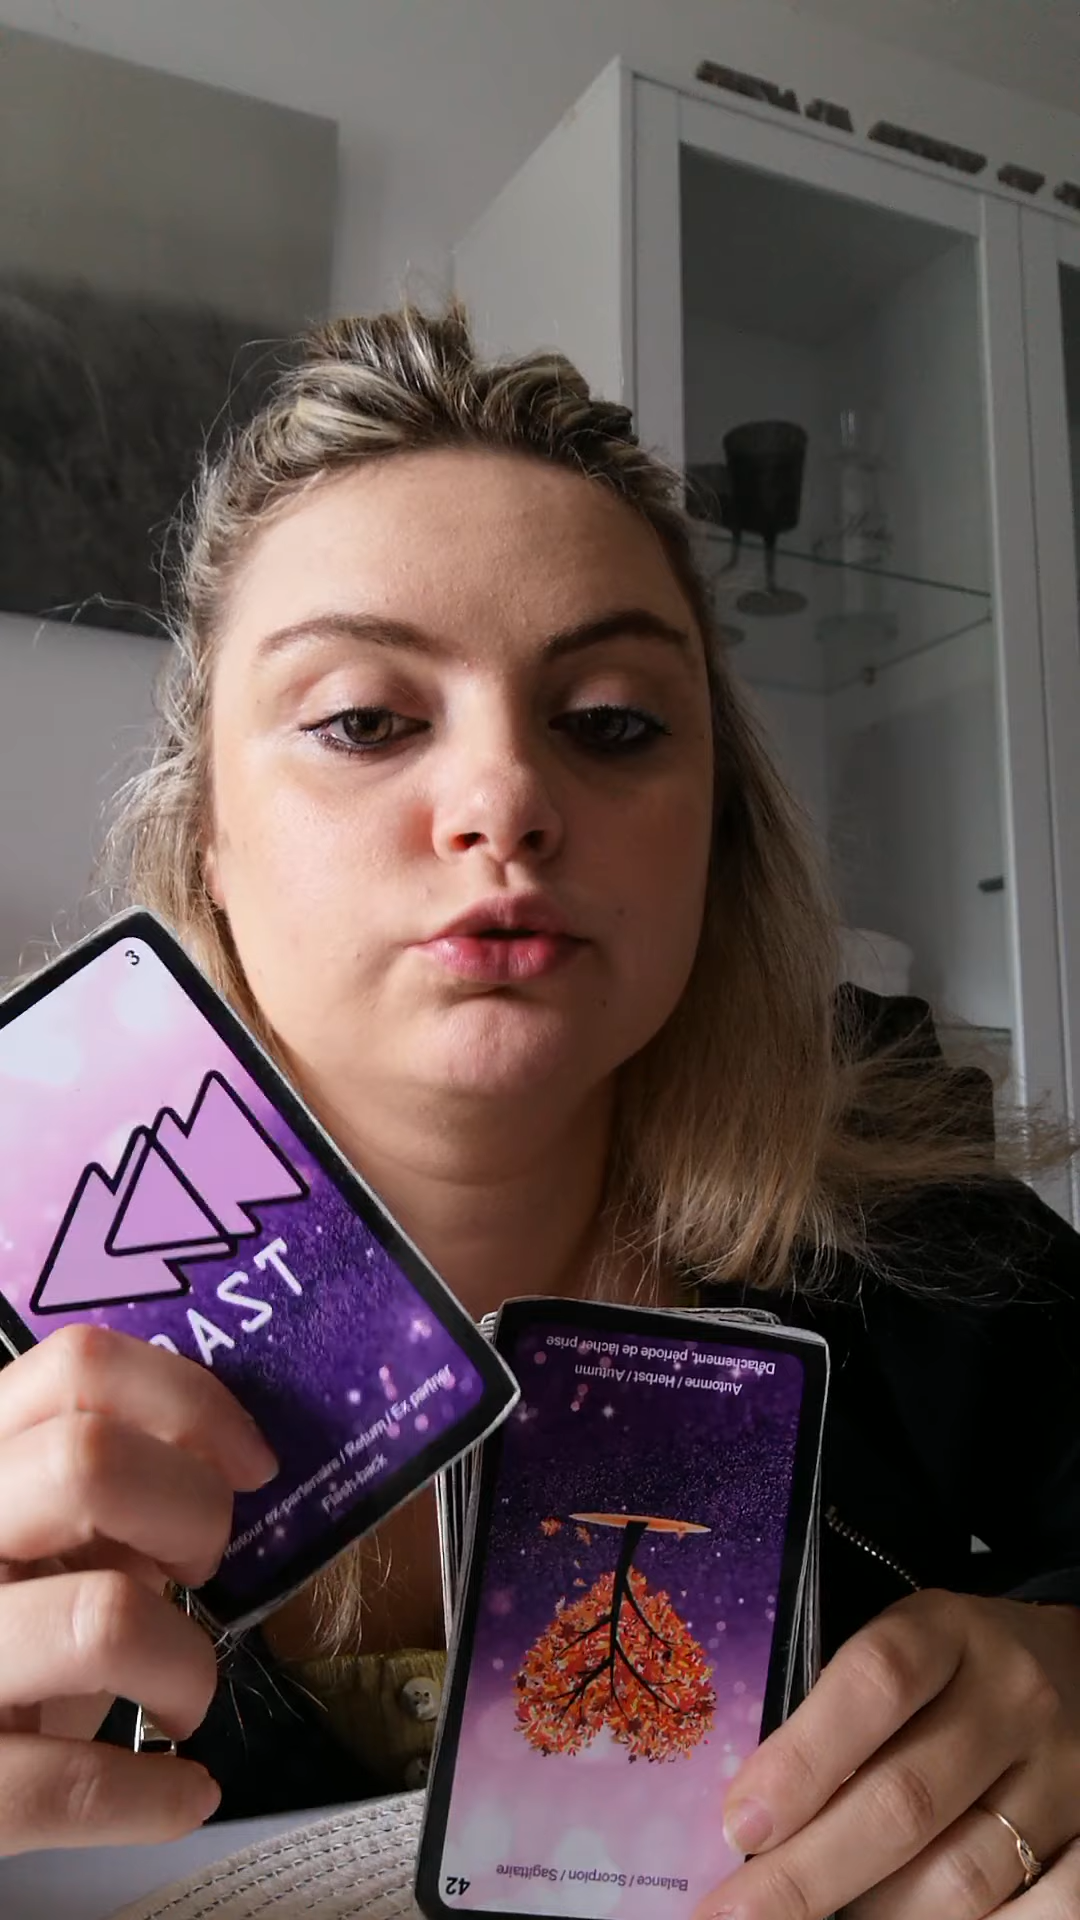 3
PAST
Retour ex-partenaire / Return / Ex partner
Flash-back
Détachement, période de lâcher prise
Automne / Herbst / Autumn
Balance / Scorpion / Sagittaire
42